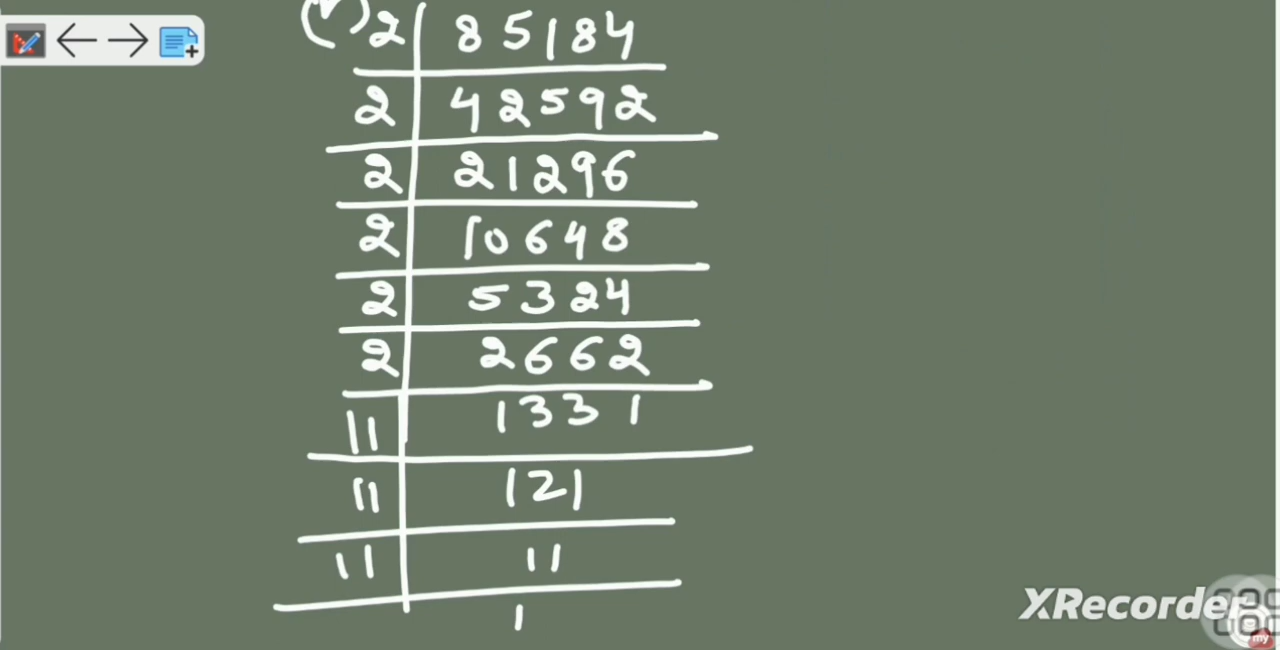 (v) 2 | 85184
2 | 42592
2 | 21296
2 | 10648
2 | 5324
2 | 2662
11 | 1331
11 | 121
11 | 11
1
XRecorder
my